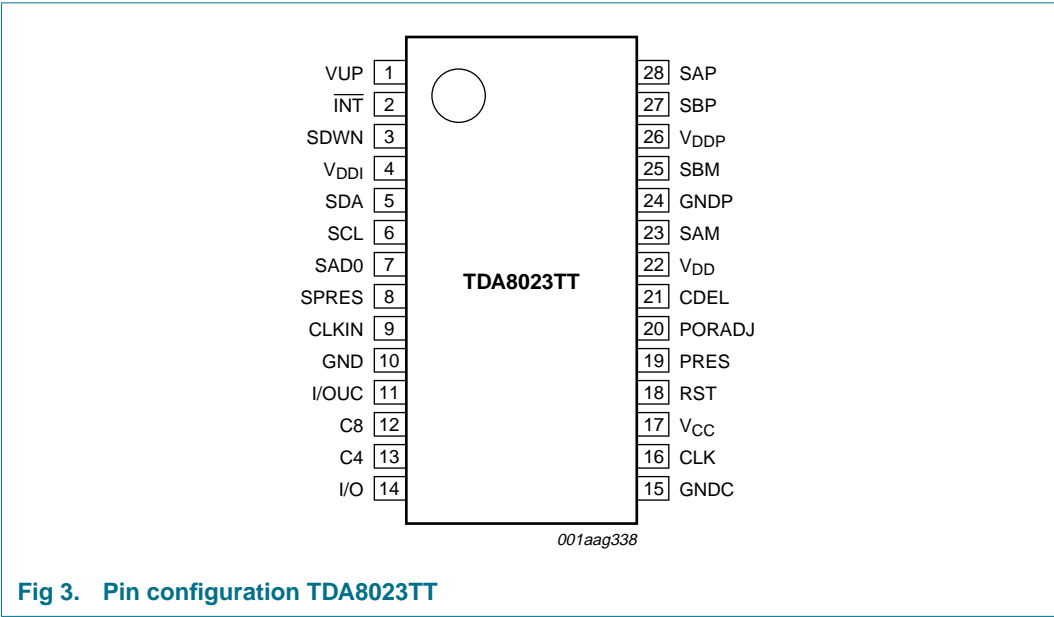 VUP 1 28 SAP
INT 2 27 SBP
SDWN 3 26 VDDP
VDDI 4 25 SBM
SDA 5 24 GNDP
SCL 6 23 SAM
SAD0 7 22 VDD
TDA8023TT
SPRES 8 21 CDEL
CLKIN 9 20 PORADJ
GND 10 19 PRES
I/OUC 11 18 RST
C8 12 17 VCC
C4 13 16 CLK
I/O 14 15 GNDC
001aag338
Fig 3. Pin configuration TDA8023TT